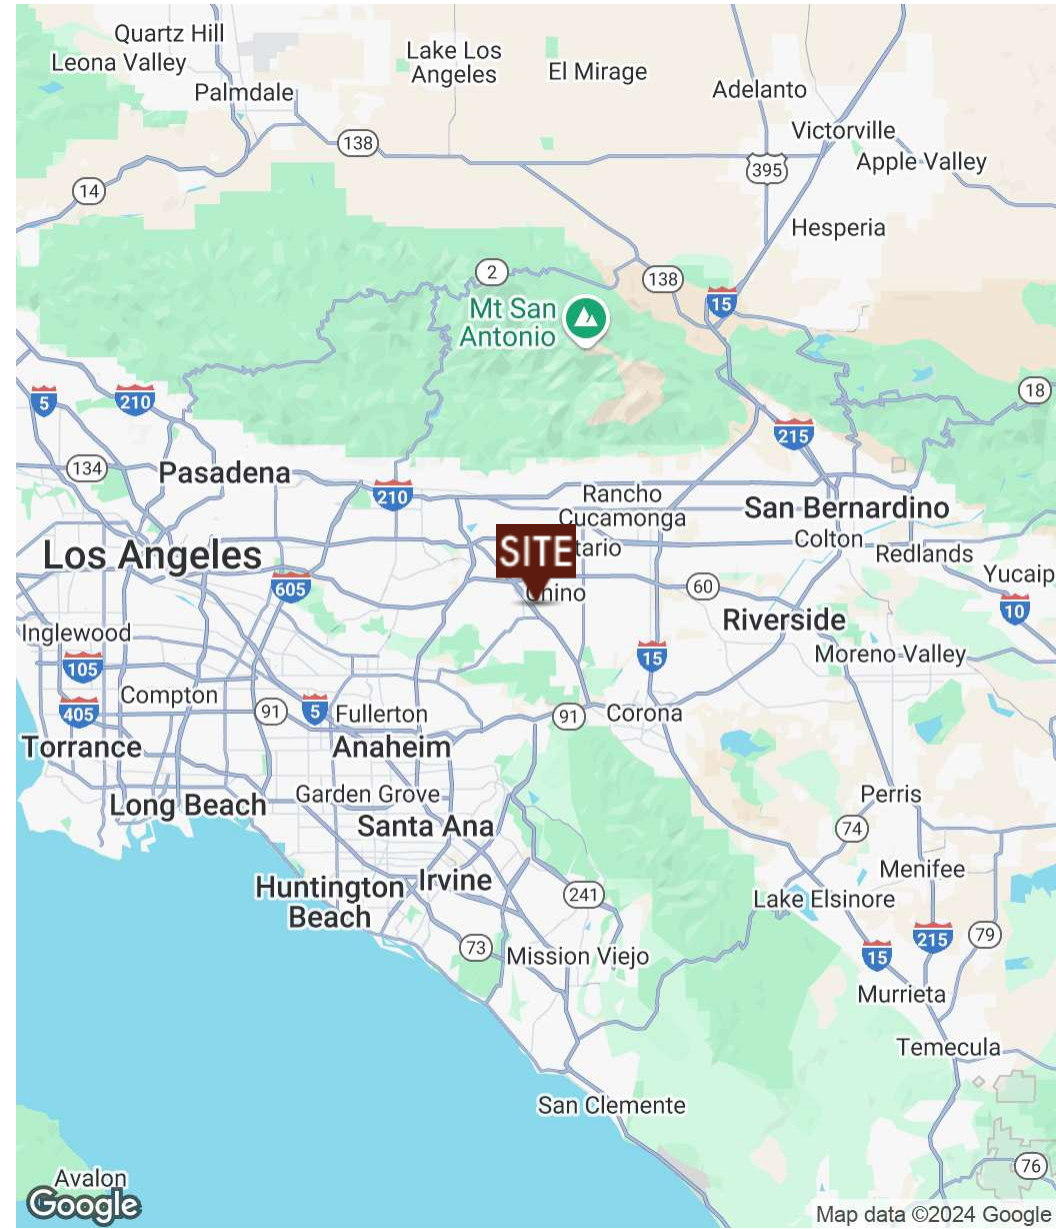 Quartz Hill
Leona Valley
Lake Los
Angeles
El Mirage
Palmdale
Adelanto
Victorville
138
395
Apple Valley
14
Hesperia
2
138
15
Mt San
Antonio
5
210
18
215
134
Pasadena
210
Rancho
Cucamonga
San Bernardino
Los Angeles
SITE
tario
Colton
Redlands
Yucaip
605
Chino
60
10
Inglewood
Riverside
105
15
Moreno Valley
Compton
405
91
5
Fullerton
91
Corona
Torrance
Anaheim
Long Beach
Garden Grove
Perris
Santa Ana
74
Menifee
Huntington
Beach
Irvine
241
Lake Elsinore
73
Mission Viejo
15
215
79
Murrieta
Temecula
San Clemente
76
Avalon
Google
Map data ©2024 Google